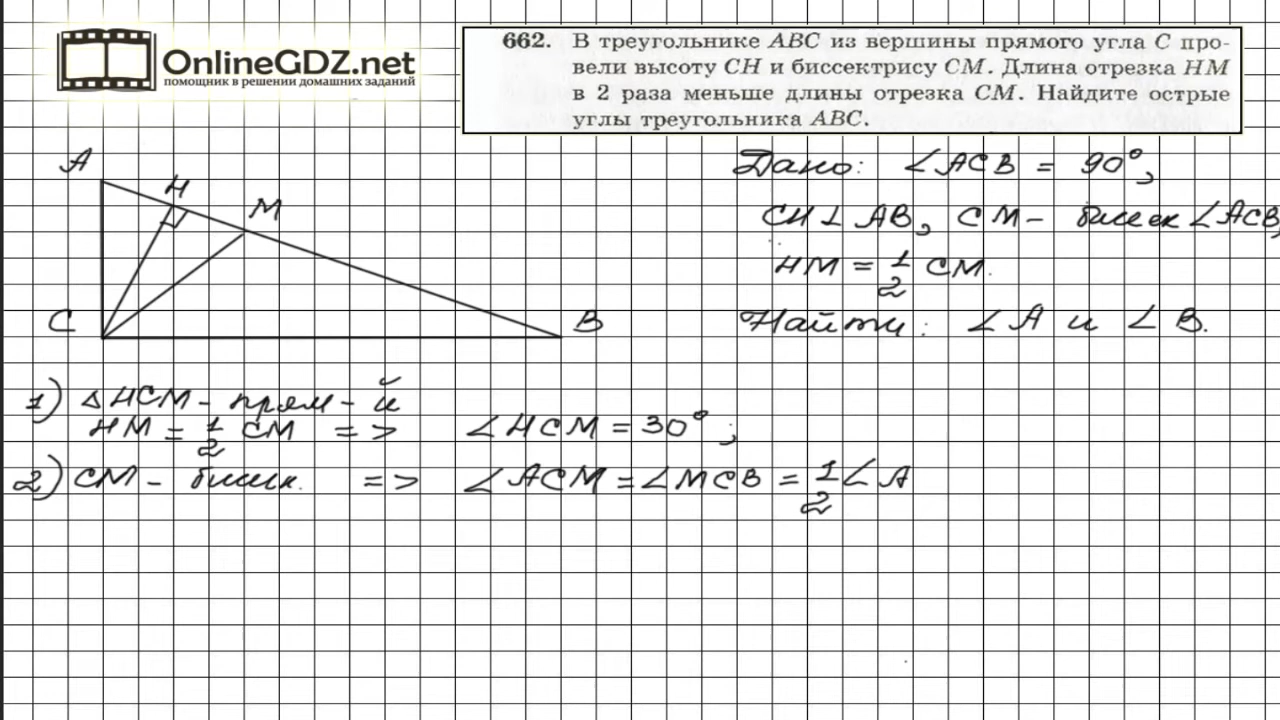 OnlineGDZ.net
помощник в решении домашних заданий
662. В треугольнике ABC из вершины прямого угла C про-
вели высоту CH и биссектрису CM. Длина отрезка HM
в 2 раза меньше длины отрезка CM. Найдите острые
углы треугольника ABC.
A
H
M
C
B
Дано: ∠ACB = 90°,
CH ⊥ AB, CM – биссек ∠ACB,
HM = 1/2 CM.
Найти: ∠A и ∠B.
1) △HCM – прям-й
HM = 1/2 CM => ∠HCM = 30°;
2) CM – биссек. => ∠ACM = ∠MCB = 1/2 ∠A